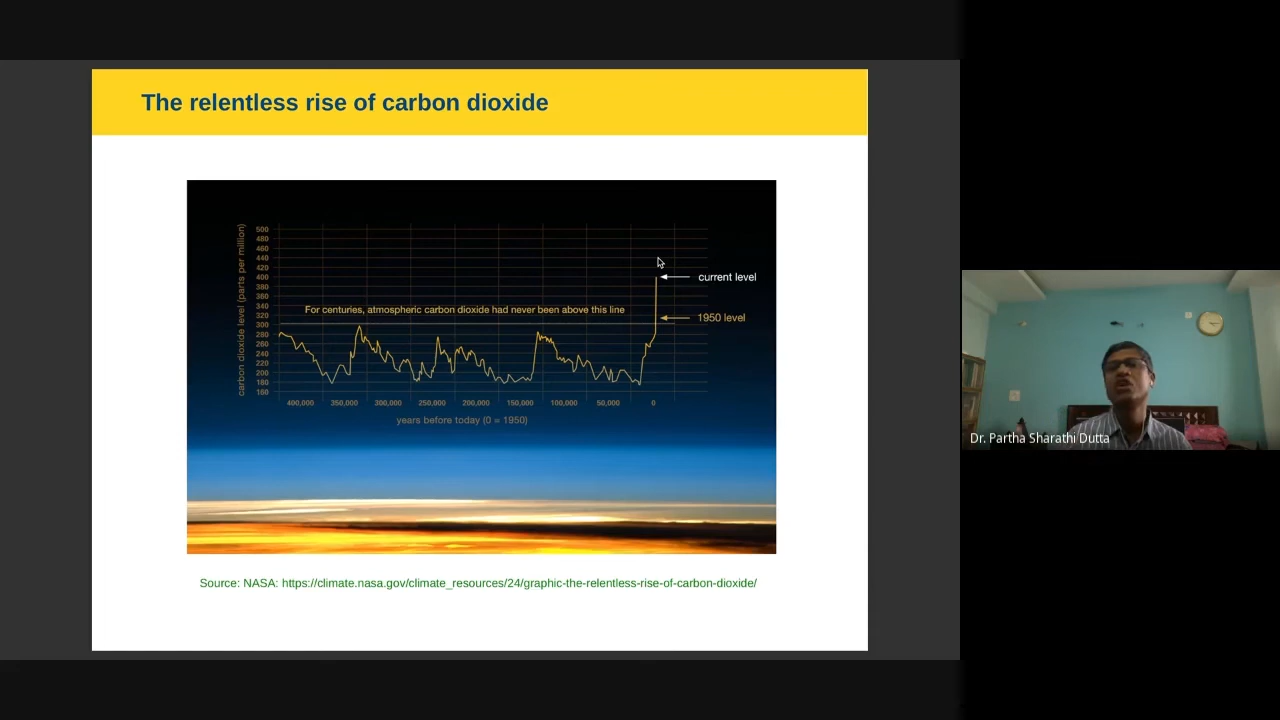 The relentless rise of carbon dioxide
carbon dioxide level (parts per million)
500
480
460
440
420
400
380
360
340
320
300
280
260
240
220
200
180
160
For centuries, atmospheric carbon dioxide had never been above this line
current level
1950 level
400,000 350,000 300,000 250,000 200,000 150,000 100,000 50,000 0
years before today (0 = 1950)
Source: NASA: https://climate.nasa.gov/climate_resources/24/graphic-the-relentless-rise-of-carbon-dioxide/
Dr. Partha Sharathi Dutta